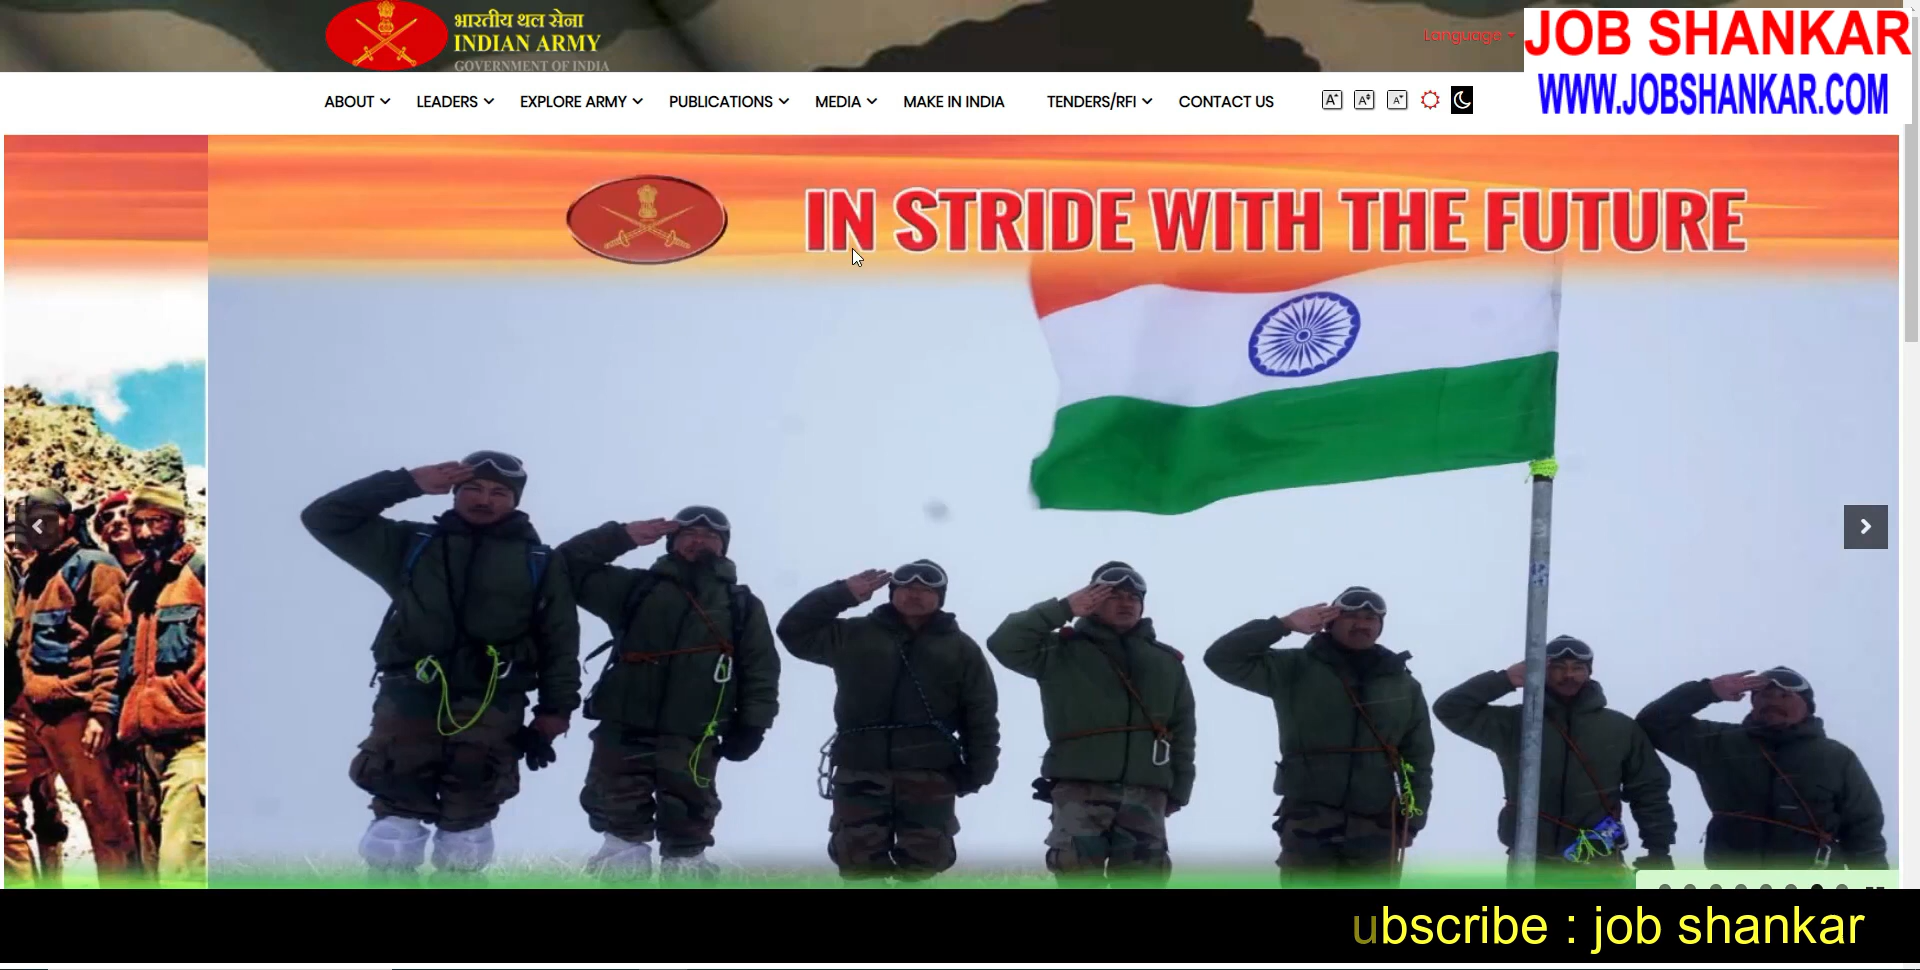 भारतीय थल सेना
INDIAN ARMY
GOVERNMENT OF INDIA
Language
JOB SHANKAR
WWW.JOBSHANKAR.COM
ABOUT LEADERS EXPLORE ARMY PUBLICATIONS MEDIA MAKE IN INDIA TENDERS/RFI CONTACT US A+ A A-
IN STRIDE WITH THE FUTURE
ubscribe : job shankar